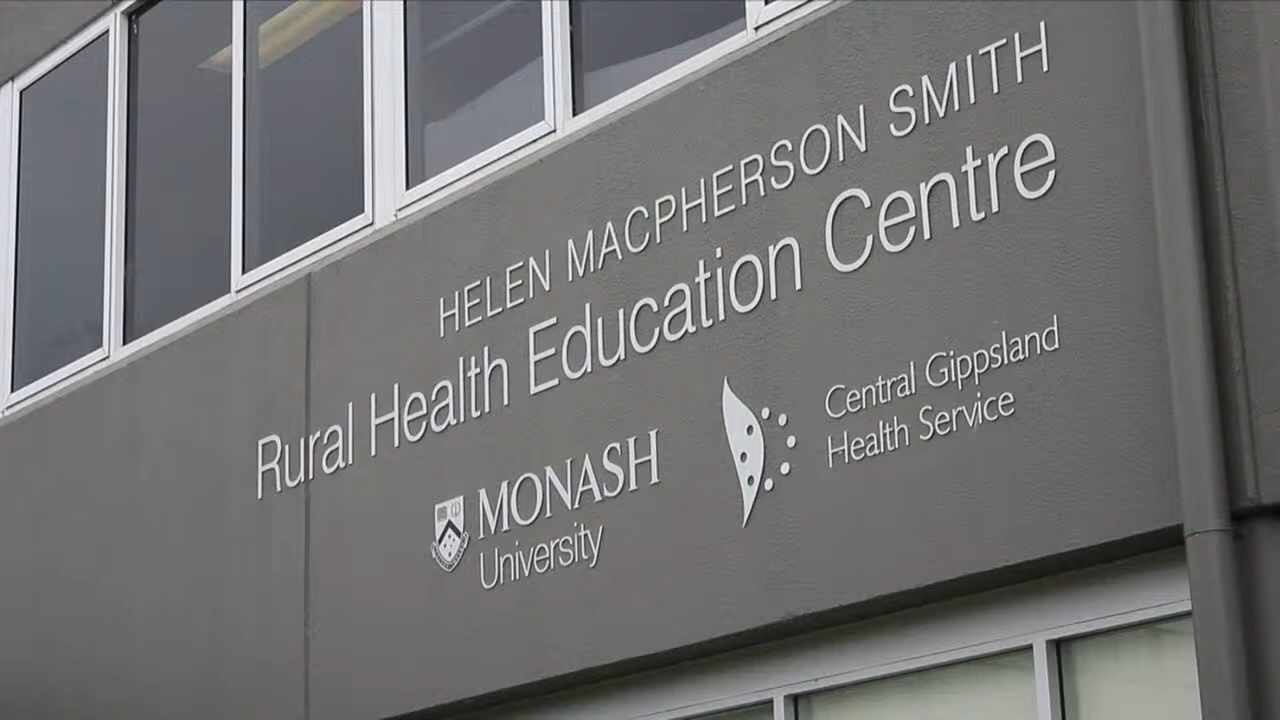 HELEN MACPHERSON SMITH
Rural Health Education Centre
MONASH
University
Central Gippsland
Health Service